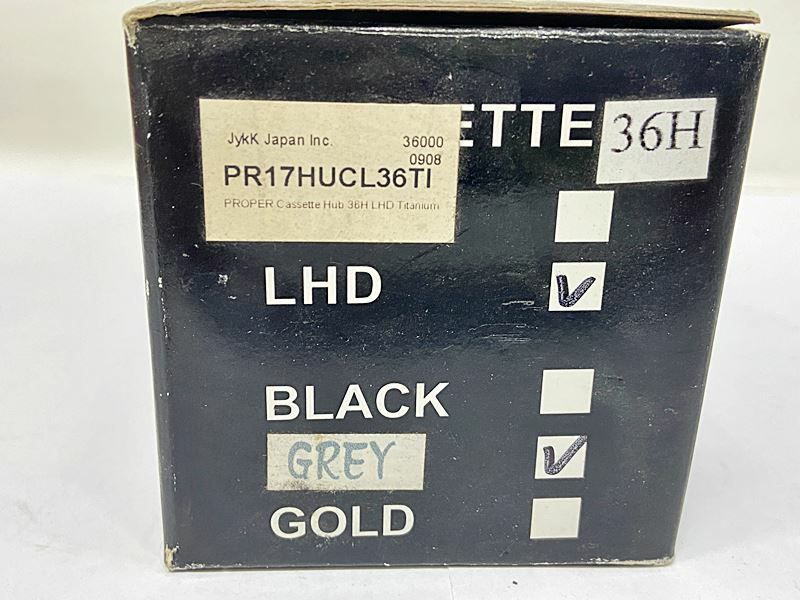 ETTE 36H
JykK Japan Inc. 36000
0908
PR17HUCL36TI
PROPER Cassette Hub 36H LHD Titanium
LHD
BLACK
GREY
GOLD